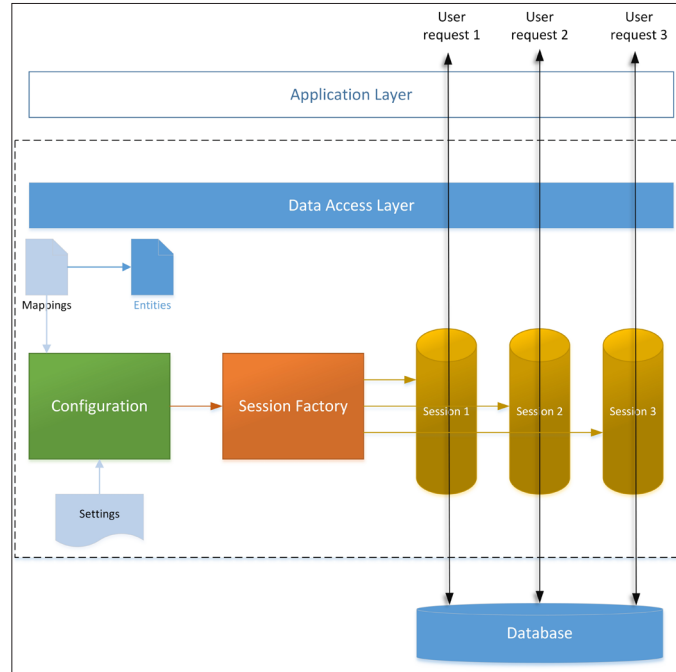 User
request 1
User
request 2
User
request 3
Application Layer
Data Access Layer
Mappings
Entities
Configuration
Session Factory
Session 1
Session 2
Session 3
Settings
Database